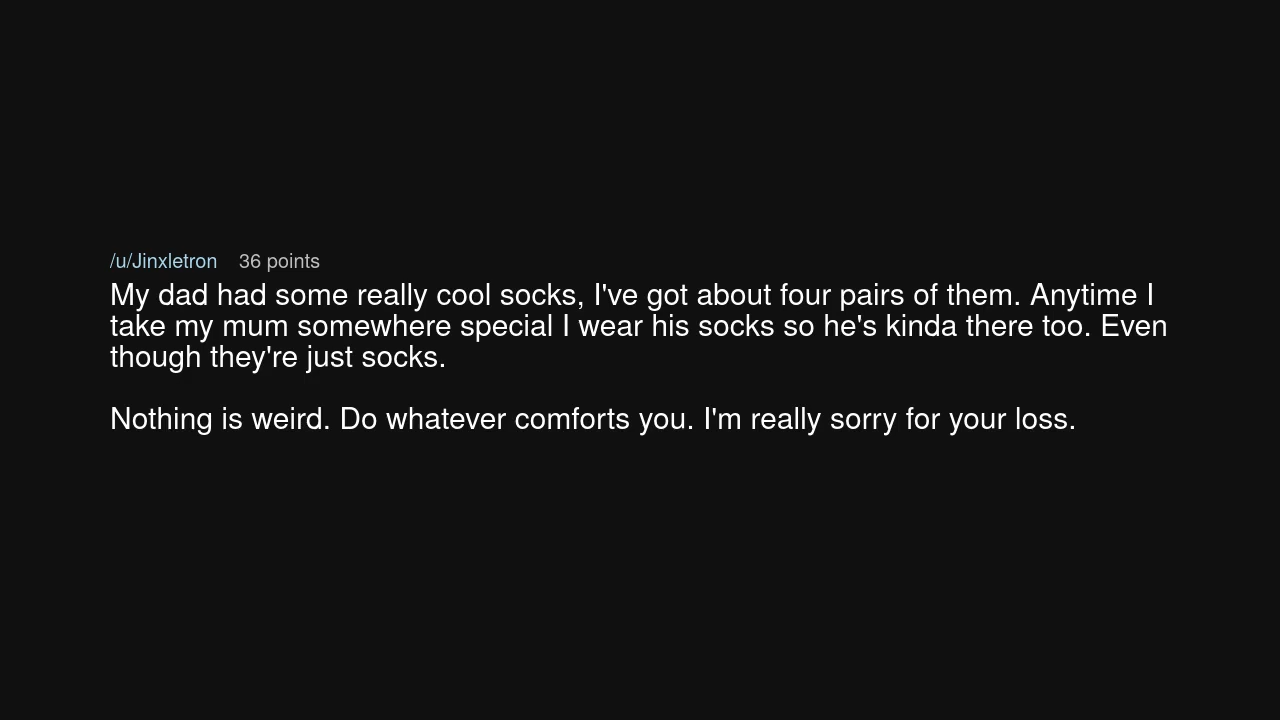 /u/Jinxletron 36 points
My dad had some really cool socks, I've got about four pairs of them. Anytime I
take my mum somewhere special I wear his socks so he's kinda there too. Even
though they're just socks.
Nothing is weird. Do whatever comforts you. I'm really sorry for your loss.